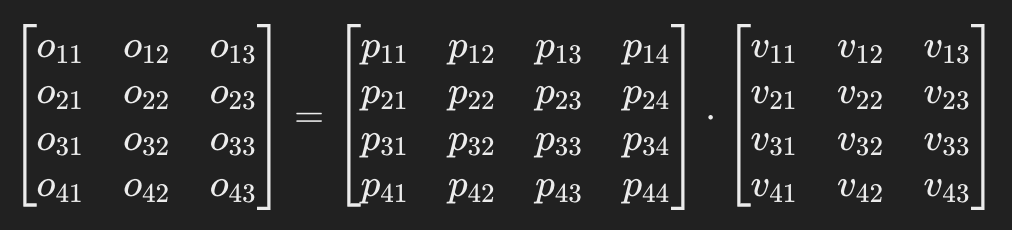 o11 o12 o13 p11 p12 p13 p14 v11 v12 v13
o21 o22 o23 p21 p22 p23 p24 v21 v22 v23
= ·
o31 o32 o33 p31 p32 p33 p34 v31 v32 v33
o41 o42 o43 p41 p42 p43 p44 v41 v42 v43